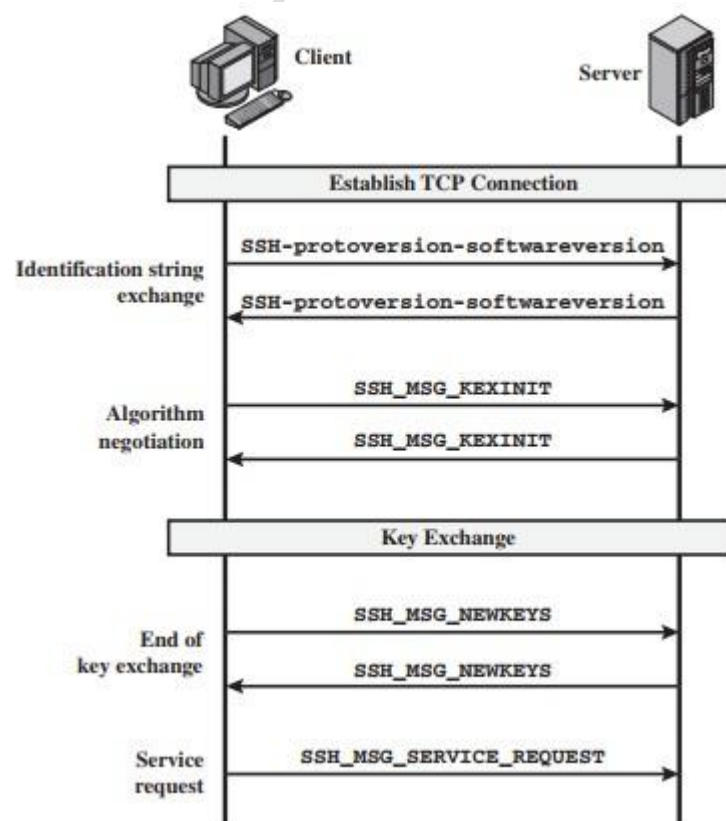 Client
Server
Establish TCP Connection
SSH-protoversion-softwareversion
Identification string
exchange
SSH-protoversion-softwareversion
SSH_MSG_KEXINIT
Algorithm
negotiation
SSH_MSG_KEXINIT
Key Exchange
SSH_MSG_NEWKEYS
End of
key exchange
SSH_MSG_NEWKEYS
Service
request
SSH_MSG_SERVICE_REQUEST